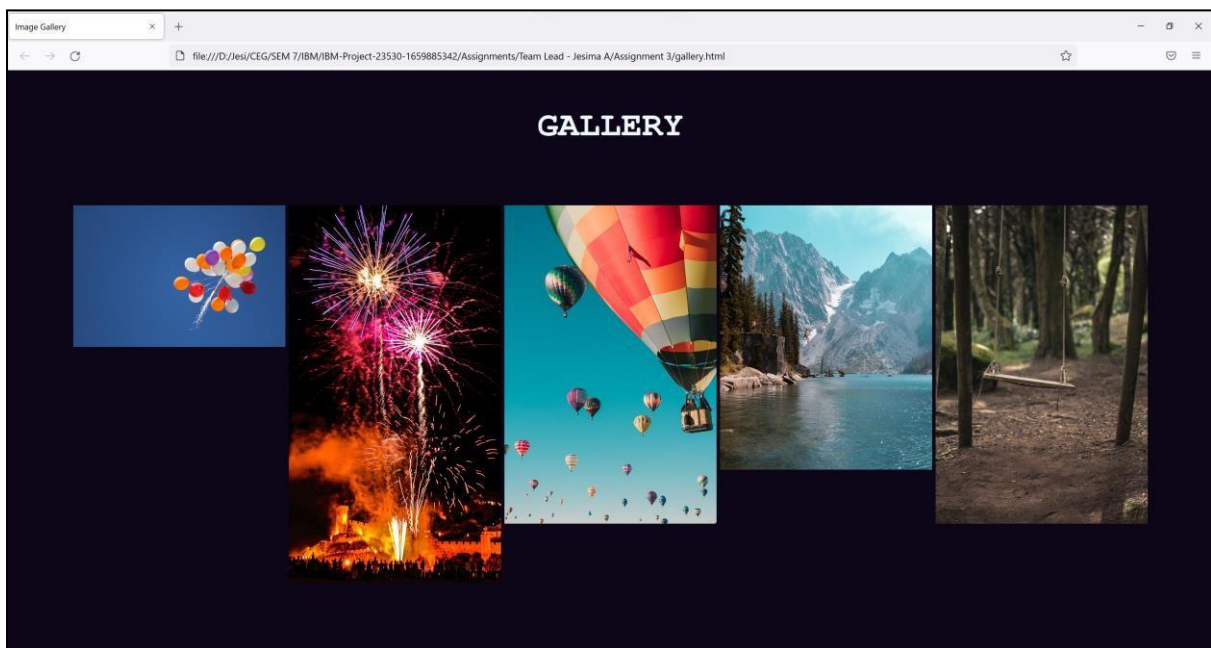 Image Gallery
file:///D:/Jesi/CEG/SEM 7/IBM/IBM-Project-23530-1659885342/Assignments/Team Lead - Jesima A/Assignment 3/gallery.html
GALLERY